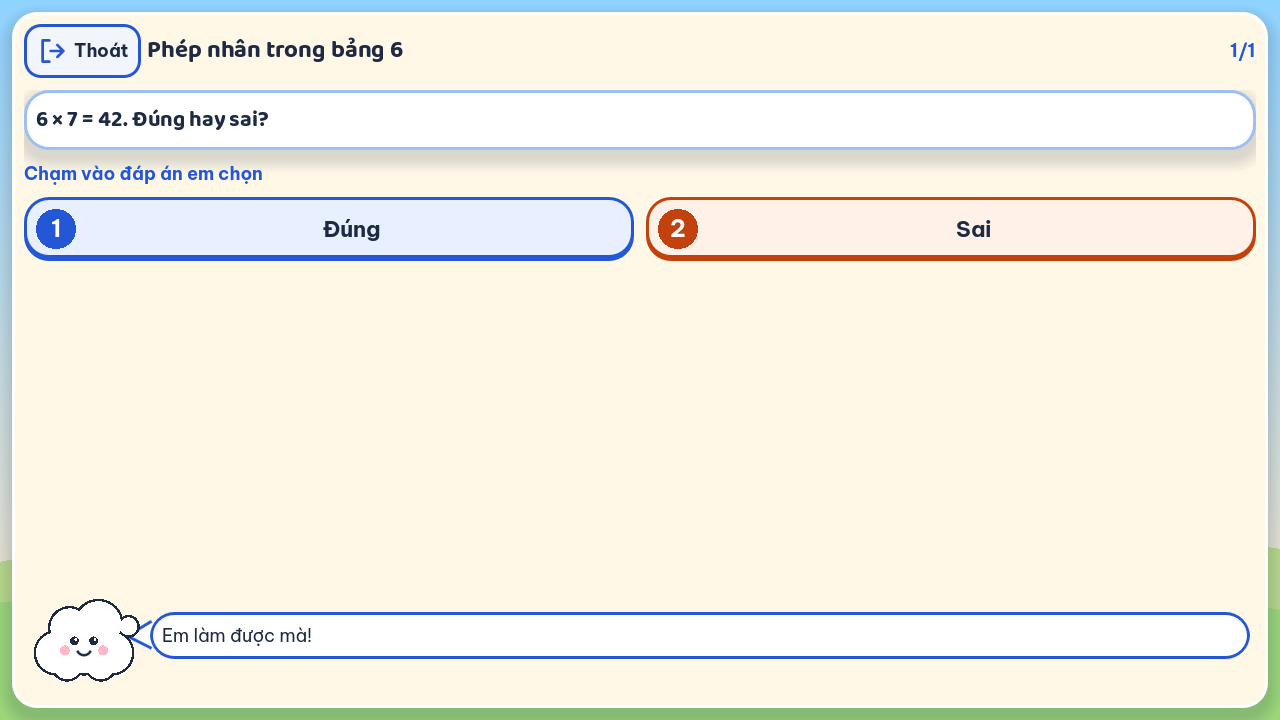 Thoát
Phép nhân trong bảng 6
1/1
6 × 7 = 42. Đúng hay sai?
Chạm vào đáp án em chọn
1
Đúng
2
Sai
Em làm được mà!